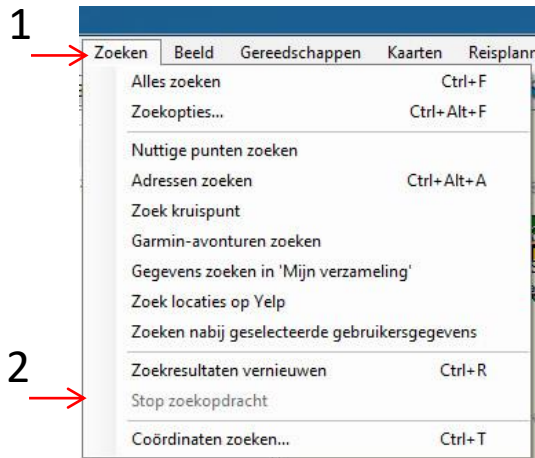 1
Zoeken Beeld Gereedschappen Kaarten Reisplann
Alles zoeken Ctrl+F
Zoekopties... Ctrl+Alt+F
Nuttige punten zoeken
Adressen zoeken Ctrl+Alt+A
Zoek kruispunt
Garmin-avonturen zoeken
Gegevens zoeken in 'Mijn verzameling'
Zoek locaties op Yelp
Zoeken nabij geselecteerde gebruikersgegevens
2
Zoekresultaten vernieuwen Ctrl+R
Stop zoekopdracht
Coördinaten zoeken... Ctrl+T